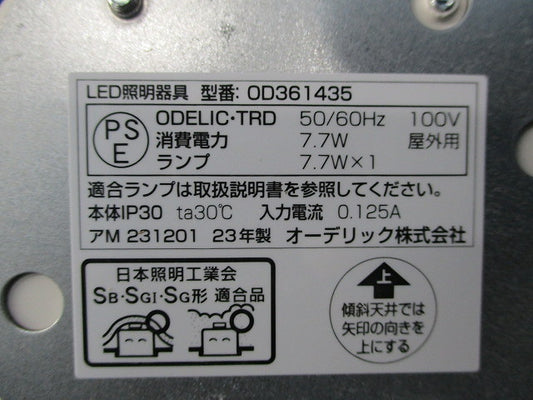 LED照明器具 型番: OD361435
PSE
ODELIC・TRD 50/60Hz 100V
消費電力 7.7W 屋外用
ランプ 7.7W×1
適合ランプは取扱説明書を参照してください。
本体IP30 ta30℃ 入力電流 0.125A
アM 231201 23年製 オーデリック株式会社
日本照明工業会
SB・SGI・SG形 適合品
上
傾斜天井では
矢印の向きを
上にする